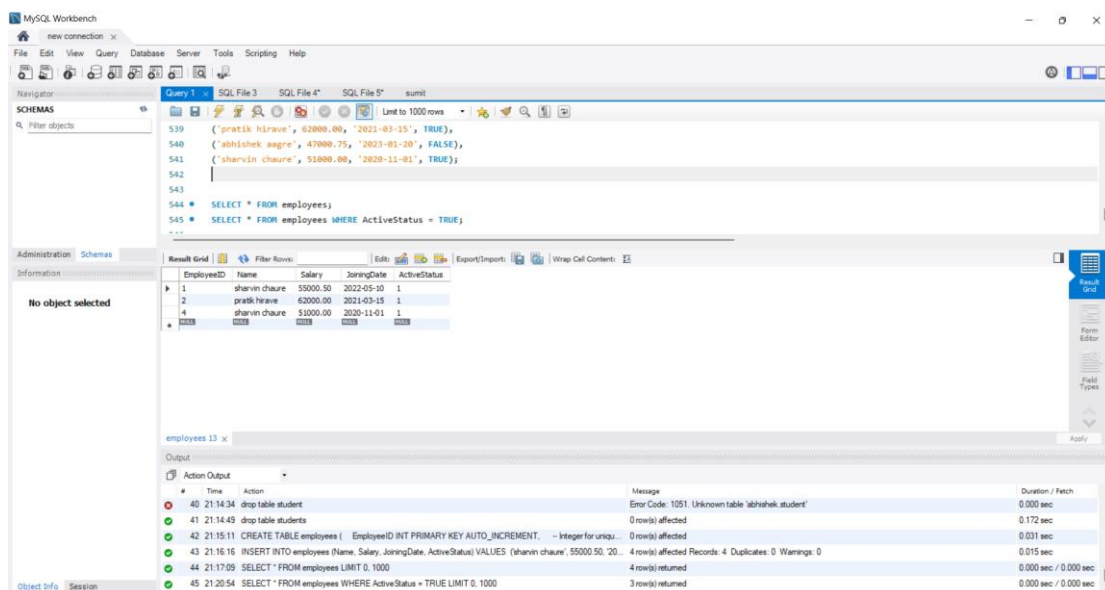 MySQL Workbench
new connection x
File Edit View Query Database Server Tools Scripting Help
Navigator
SCHEMAS
Filter objects
Administration Schemas
Information
No object selected
Object Info Session
Query 1 x SQL File 3 SQL File 4* SQL File 5* sumit
Limit to 1000 rows
539 ('pratik hirave', 62000.00, '2021-03-15', TRUE),
540 ('abhishek aagre', 47000.75, '2023-01-20', FALSE),
541 ('sharvin chaure', 51000.00, '2020-11-01', TRUE);
542
543
544 SELECT * FROM employees;
545 SELECT * FROM employees WHERE ActiveStatus = TRUE;
Result Grid Filter Rows: Edit: Export/Import: Wrap Cell Content:
EmployeeID Name Salary JoiningDate ActiveStatus
1 sharvin chaure 55000.50 2022-05-10 1
2 pratik hirave 62000.00 2021-03-15 1
4 sharvin chaure 51000.00 2020-11-01 1
NULL NULL NULL NULL NULL
Result Grid
Form Editor
Field Types
employees 13 x
Apply
Output
Action Output
# Time Action Message Duration / Fetch
40 21:14:34 drop table student Error Code: 1051. Unknown table 'abhishek.student' 0.000 sec
41 21:14:49 drop table students 0 row(s) affected 0.172 sec
42 21:15:11 CREATE TABLE employees ( EmployeeID INT PRIMARY KEY AUTO_INCREMENT, -- Integer for uniqu... 0 row(s) affected 0.031 sec
43 21:16:16 INSERT INTO employees (Name, Salary, JoiningDate, ActiveStatus) VALUES ('sharvin chaure', 55000.50, '20... 4 row(s) affected Records: 4 Duplicates: 0 Warnings: 0 0.015 sec
44 21:17:09 SELECT * FROM employees LIMIT 0, 1000 4 row(s) returned 0.000 sec / 0.000 sec
45 21:20:54 SELECT * FROM employees WHERE ActiveStatus = TRUE LIMIT 0, 1000 3 row(s) returned 0.000 sec / 0.000 sec